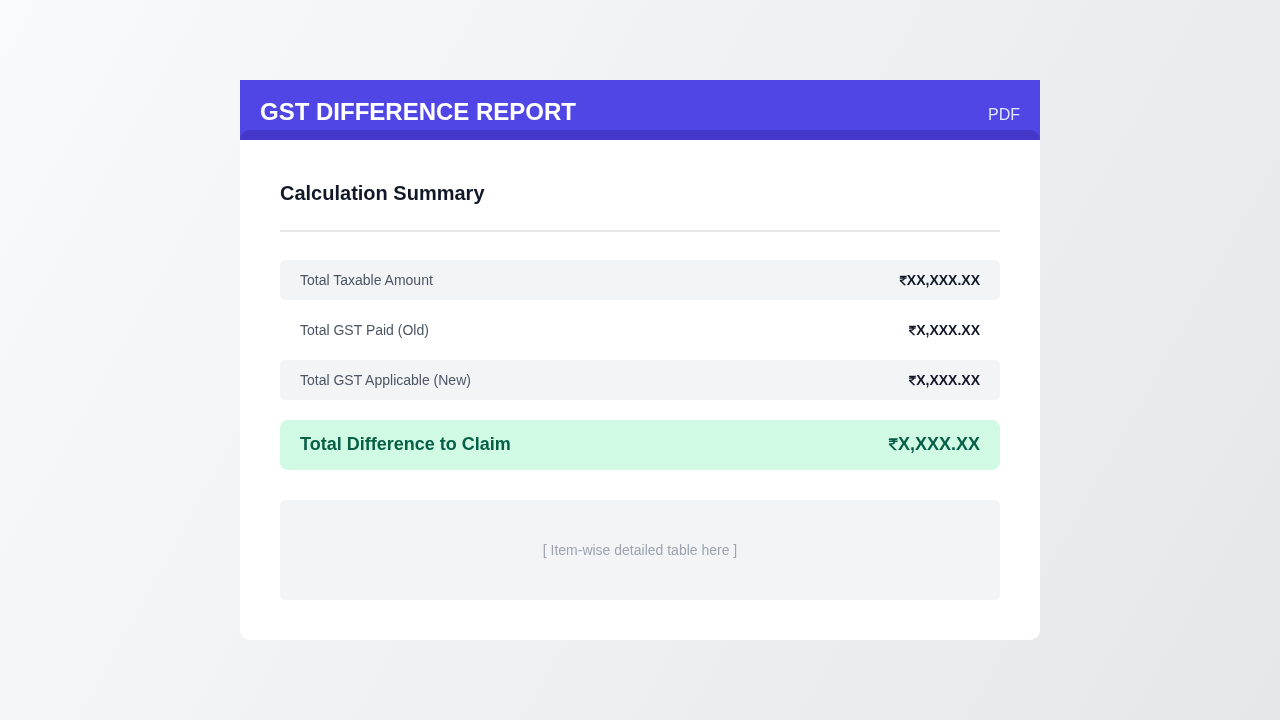 GST DIFFERENCE REPORT
PDF
Calculation Summary
Total Taxable Amount ₹XX,XXX.XX
Total GST Paid (Old) ₹X,XXX.XX
Total GST Applicable (New) ₹X,XXX.XX
Total Difference to Claim ₹X,XXX.XX
[ Item-wise detailed table here ]